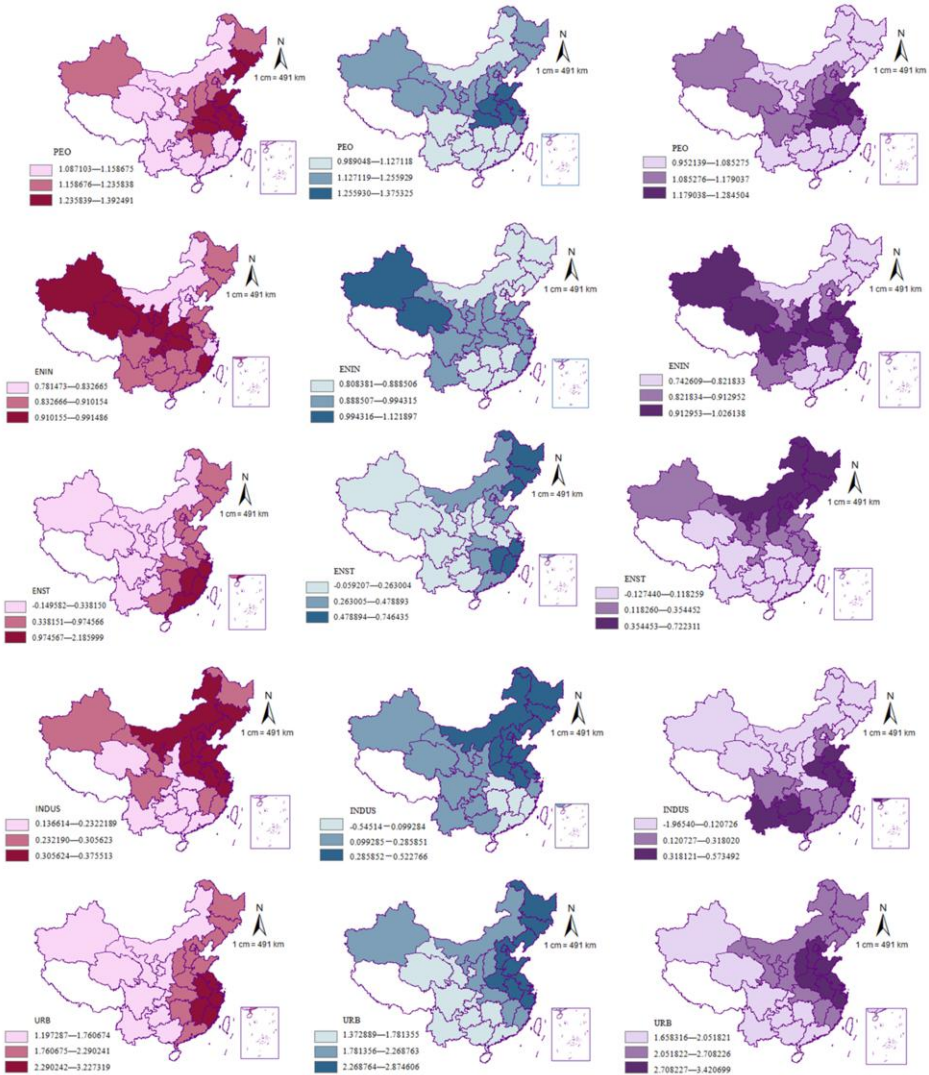 N
1 cm = 491 km
PEO
1.087103—1.158675
1.158676—1.235838
1.235839—1.392491
N
1 cm = 491 km
PEO
0.989048—1.127118
1.127119—1.255929
1.255930—1.375325
N
1 cm = 491 km
PEO
0.952139—1.085275
1.085276—1.179037
1.179038—1.284504
N
1 cm = 491 km
ENIN
0.781473—0.832665
0.832666—0.910154
0.910155—0.991486
N
1 cm = 491 km
ENIN
0.808381—0.888506
0.888507—0.994315
0.994316—1.121897
N
1 cm = 491 km
ENIN
0.742609—0.821833
0.821834—0.912952
0.912953—1.026138
N
1 cm = 491 km
ENST
-0.149582—0.338150
0.338151—0.974566
0.974567—2.185999
N
1 cm = 491 km
ENST
-0.059207—0.263004
0.263005—0.478893
0.478894—0.746435
N
1 cm = 491 km
ENST
-0.127440—0.118259
0.118260—0.354452
0.354453—0.722311
N
1 cm = 491 km
INDUS
0.136614—0.2322189
0.232190—0.305623
0.305624—0.375513
N
1 cm = 491 km
INDUS
-0.54514—0.099284
0.099285—0.285851
0.285852—0.522766
N
1 cm = 491 km
INDUS
-1.96540—0.120726
0.120727—0.318020
0.318121—0.573492
N
1 cm = 491 km
URB
1.197287—1.760674
1.760675—2.290241
2.290242—3.227319
N
1 cm = 491 km
URB
1.372889—1.781355
1.781356—2.268763
2.268764—2.874606
N
1 cm = 491 km
URB
1.658316—2.051821
2.051822—2.708226
2.708227—3.420699